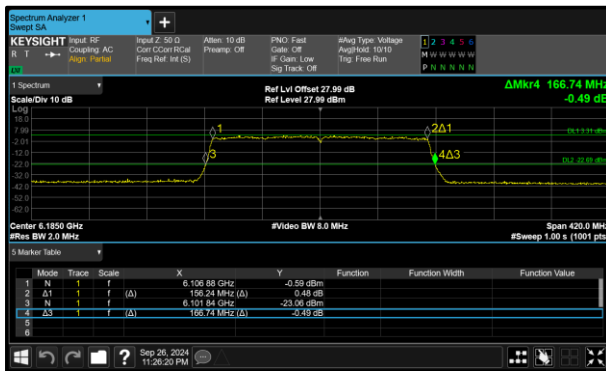 Spectrum Analyzer 1
Swept SA
KEYSIGHT Input: RF Input Z: 50 Ω Atten: 10 dB PNO: Fast #Avg Type: Voltage 1 2 3 4 5 6
R T Coupling: AC Corr CCorr RCal Preamp: Off Gate: Off Avg|Hold: 10/10 M W W W W W
Align: Partial Freq Ref: Int (S) IF Gain: Low Trig: Free Run P N N N N N
Sig Track: Off
1 Spectrum Ref Lvl Offset 27.99 dB ΔMkr4 166.74 MHz
Scale/Div 10 dB Ref Level 27.99 dBm -0.49 dB
Log
18.0
7.99 1 2Δ1 DL1 3.31 dBm
-2.01
-12.0 3 4Δ3
-22.0 DL2 -22.69 dBm
-32.0
-42.0
-52.0
-62.0
Center 6.1850 GHz #Video BW 8.0 MHz Span 420.0 MHz
#Res BW 2.0 MHz #Sweep 1.00 s (1001 pts)
5 Marker Table
Mode Trace Scale X Y Function Function Width Function Value
1 N 1 f 6.106 88 GHz -0.59 dBm
2 Δ1 1 f (Δ) 156.24 MHz (Δ) 0.48 dB
3 N 1 f 6.101 84 GHz -23.06 dBm
4 Δ3 1 f (Δ) 166.74 MHz (Δ) -0.49 dB
5
6
Sep 26, 2024
11:26:20 PM